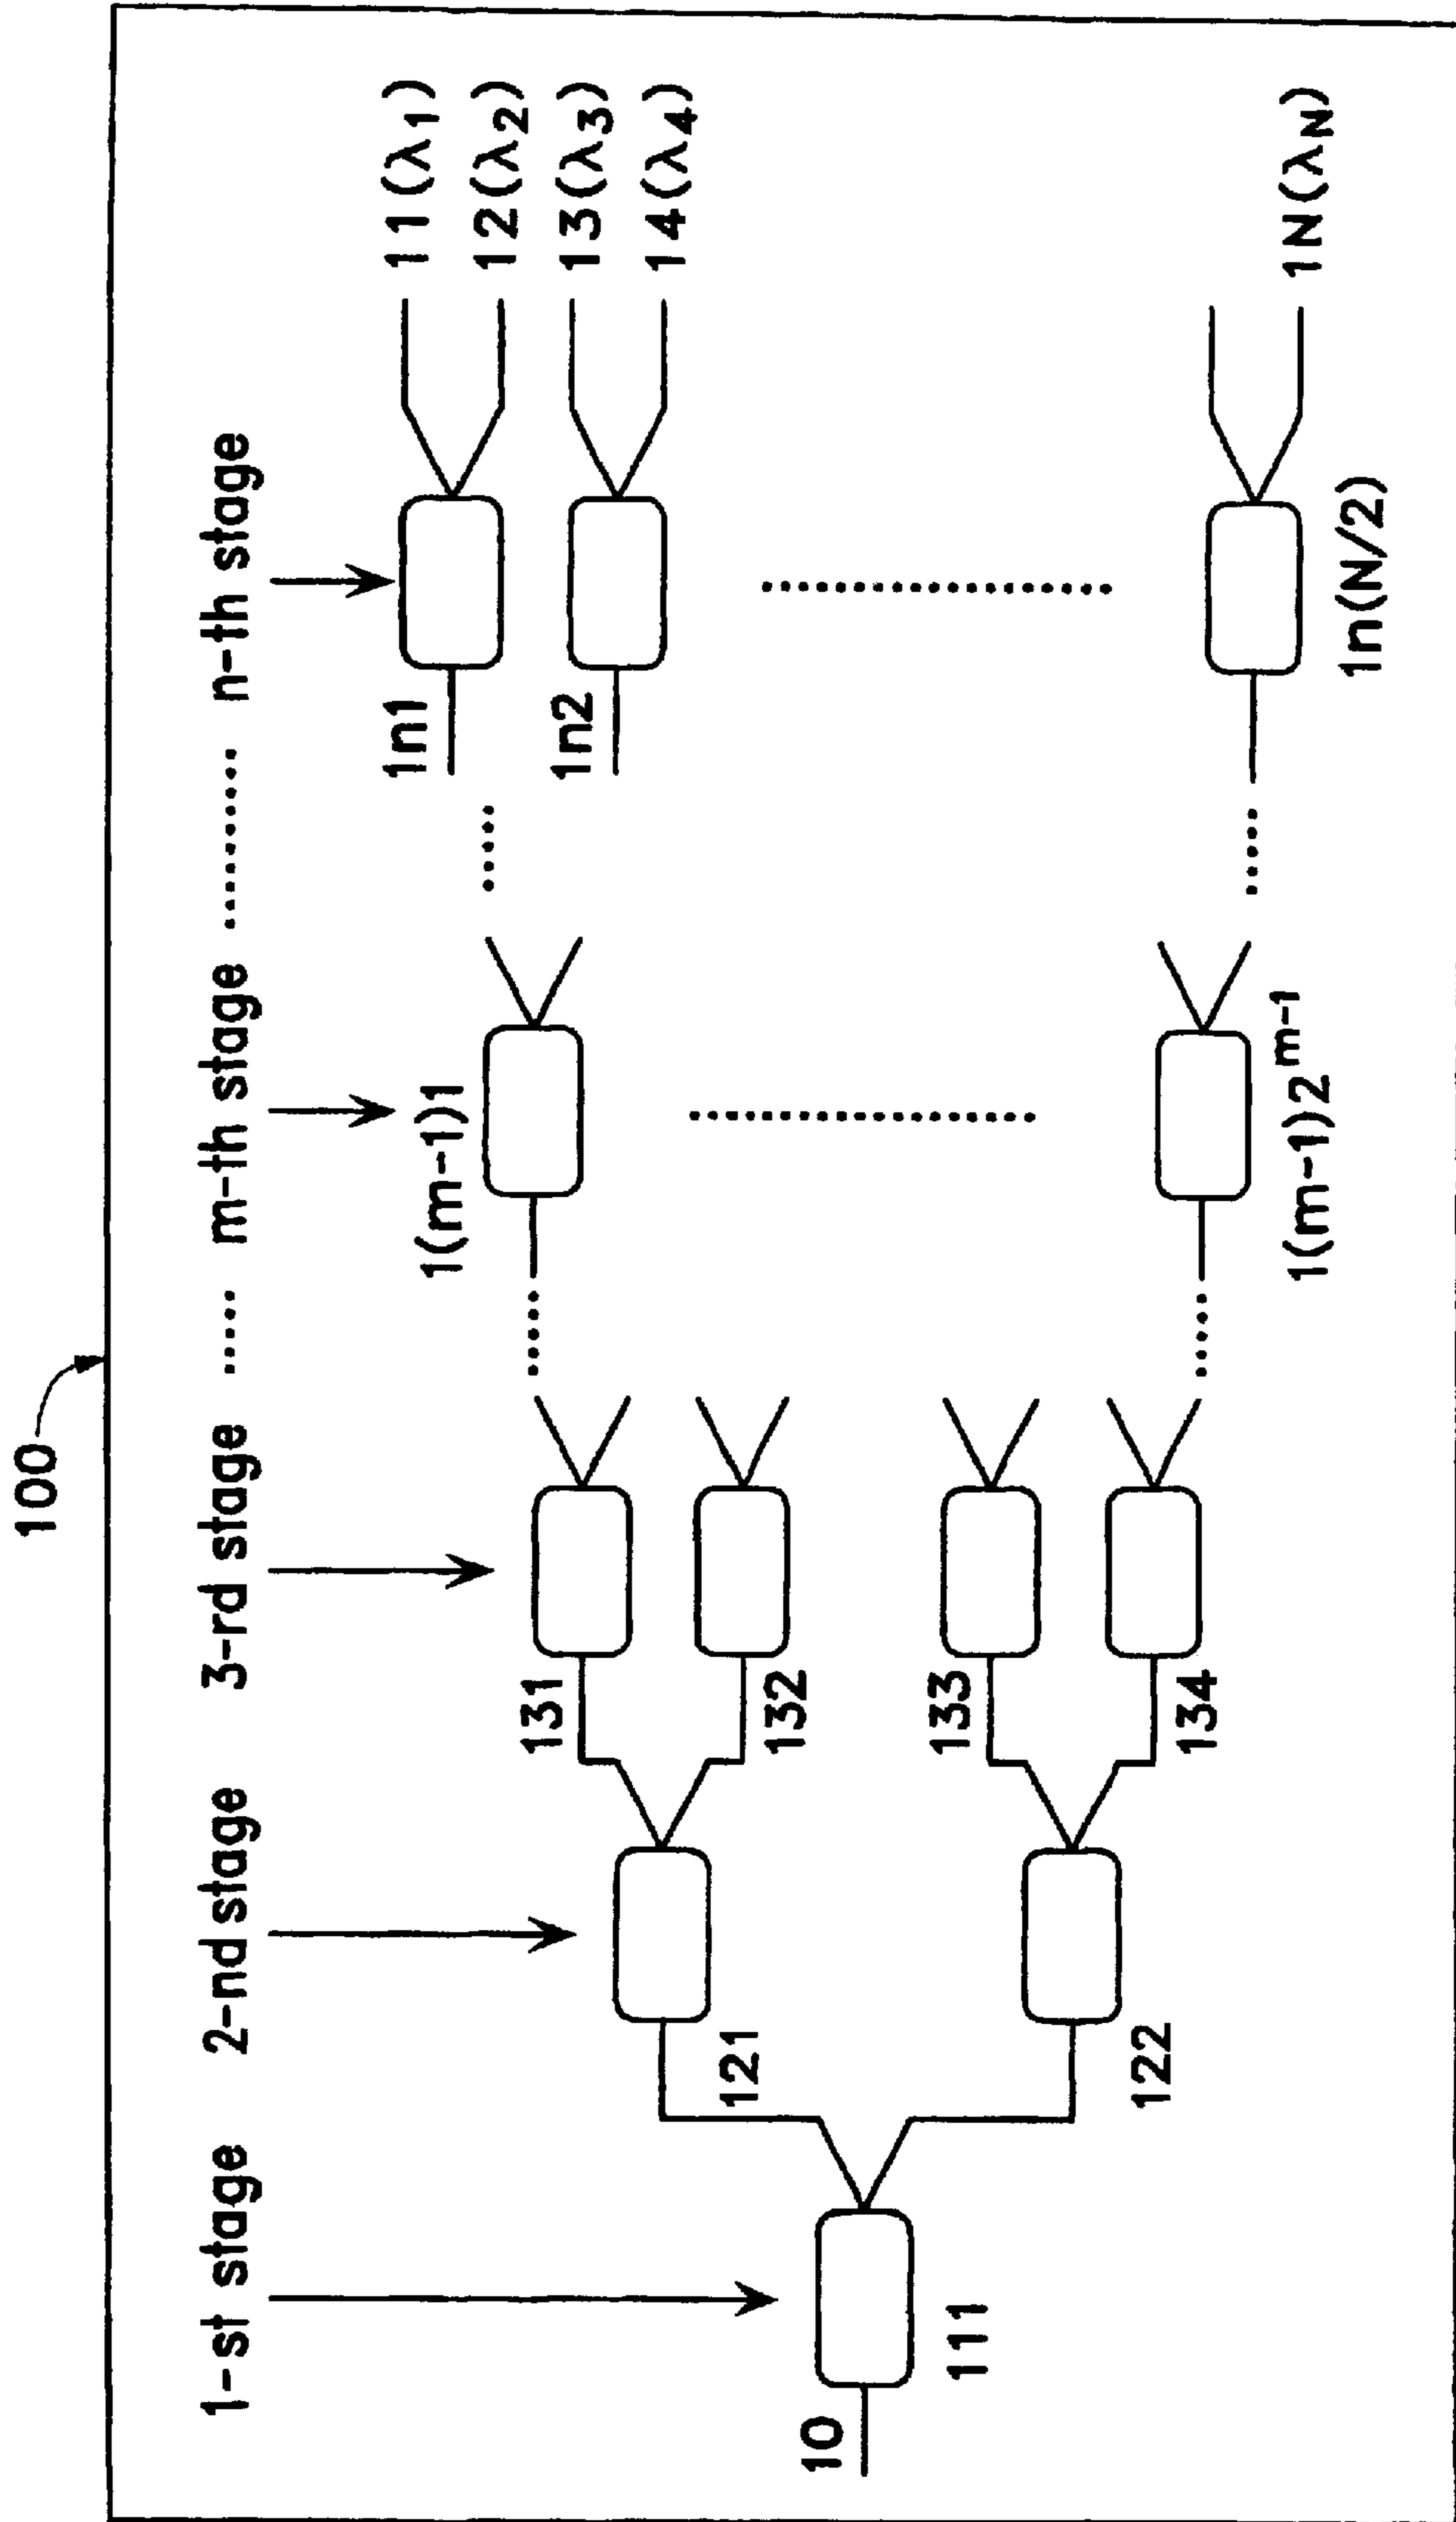 100
1-st stage 2-nd stage 3-rd stage ..... m-th stage .......... n-th stage
10
111
121
122
131
132
133
134
1(m-1)1
1(m-1)2^{m-1}
1n1
1n2
1n(N/2)
11(λ₁)
12(λ₂)
13(λ₃)
14(λ₄)
1N(λ_N)